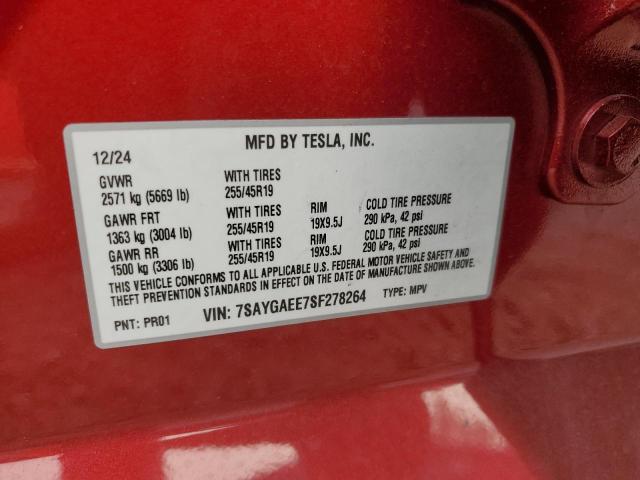 MFD BY TESLA, INC.
12/24
GVWR WITH TIRES
2571 kg (5669 lb) 255/45R19
GAWR FRT WITH TIRES RIM COLD TIRE PRESSURE
1363 kg (3004 lb) 255/45R19 19X9.5J 290 kPa, 42 psi
GAWR RR WITH TIRES RIM COLD TIRE PRESSURE
1500 kg (3306 lb) 255/45R19 19X9.5J 290 kPa, 42 psi
THIS VEHICLE CONFORMS TO ALL APPLICABLE U.S. FEDERAL MOTOR VEHICLE SAFETY AND
THEFT PREVENTION STANDARDS IN EFFECT ON THE DATE OF MANUFACTURE SHOWN ABOVE.
PNT: PR01 VIN: 7SAYGAEE7SF278264 TYPE: MPV